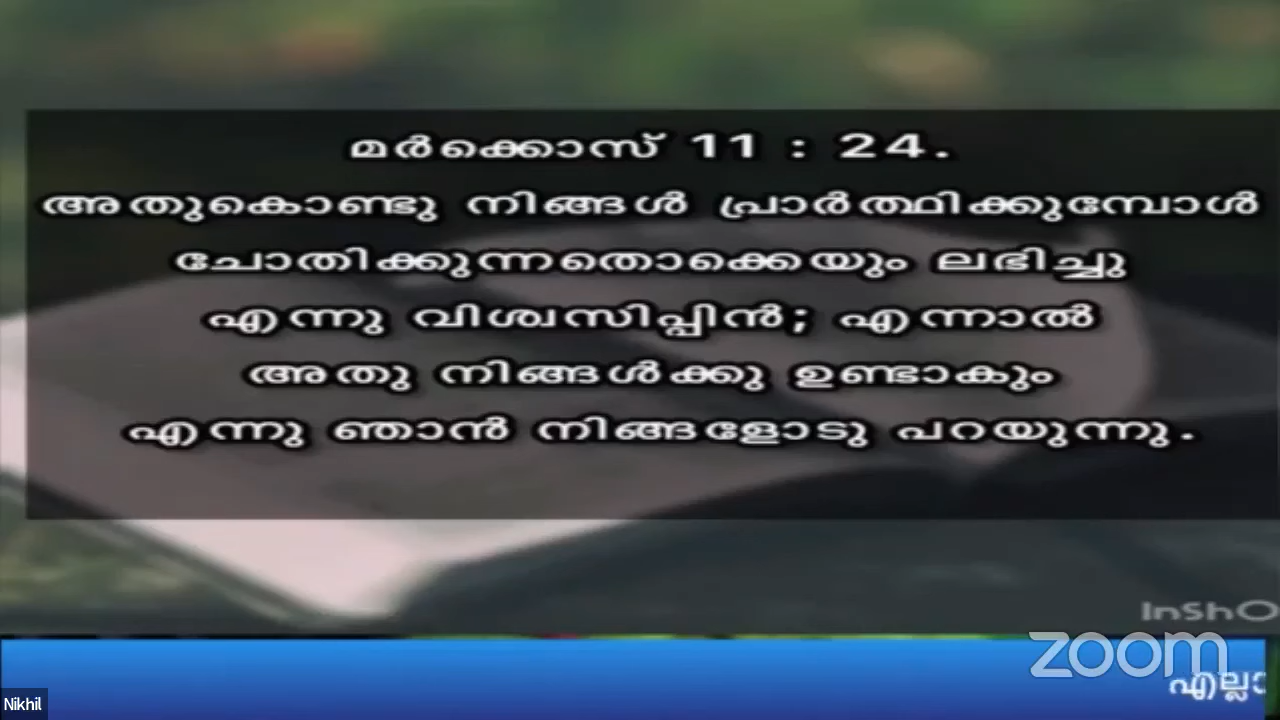 മർക്കൊസ് 11 : 24.
അതുകൊണ്ടു നിങ്ങൾ പ്രാർത്ഥിക്കുമ്പോൾ
ചോതിക്കുന്നതൊക്കെയും ലഭിച്ചു
എന്നു വിശ്വസിപ്പിൻ; എന്നാൽ
അതു നിങ്ങൾക്കു ഉണ്ടാകും
എന്നു ഞാൻ നിങ്ങളോടു പറയുന്നു.
InShO
zoom
എല്ലാ
Nikhil